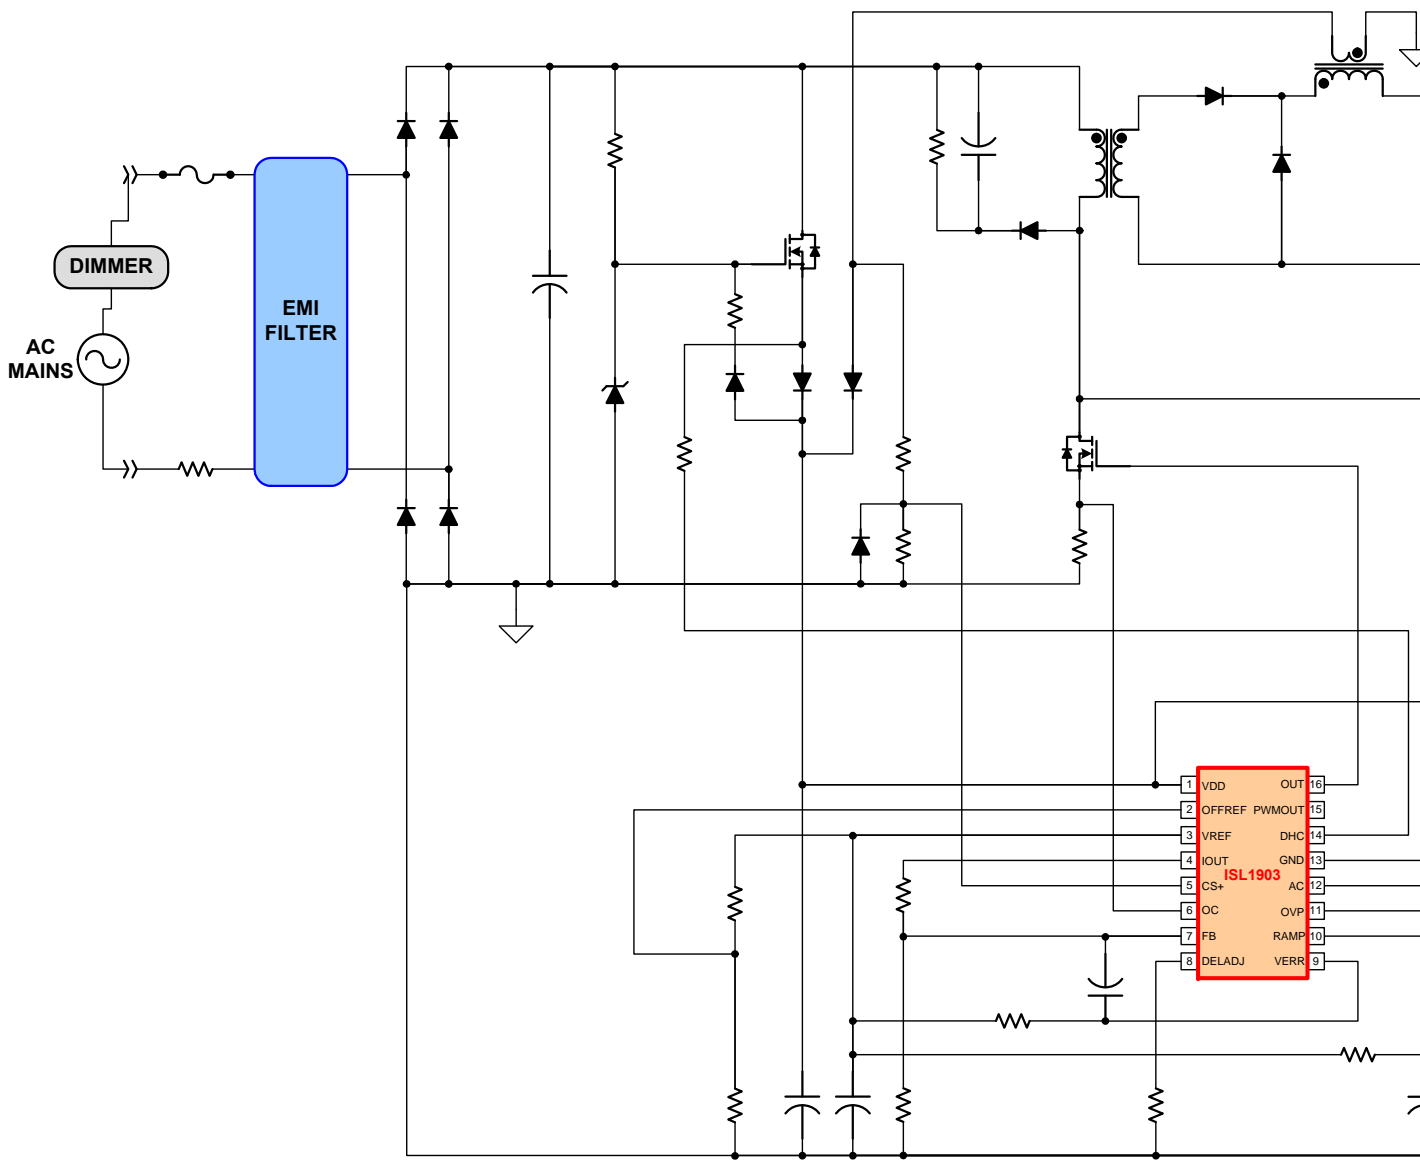 DIMMER
EMI
FILTER
AC
MAINS
1 VDD OUT 16
2 OFFREF PWMOUT 15
3 VREF DHC 14
4 IOUT GND 13
ISL1903
5 CS+ AC 12
6 OC OVP 11
7 FB RAMP 10
8 DELADJ VERR 9